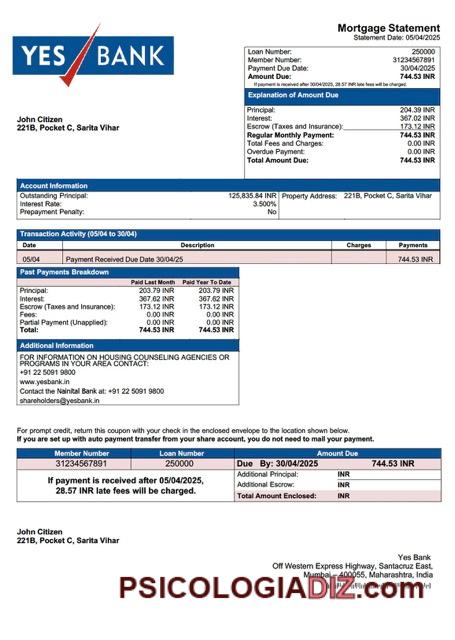 YES BANK
Mortgage Statement
Statement Date: 05/04/2025
Loan Number: 250000
Member Number: 31234567891
Payment Due Date: 30/04/2025
Amount Due: 744.53 INR
If payment is received after 30/04/2025, 28.57 INR late fees will be charged.
John Citizen
221B, Pocket C, Sarita Vihar
Explanation of Amount Due
Principal: 204.39 INR
Interest: 367.02 INR
Escrow (Taxes and Insurance): 173.12 INR
Regular Monthly Payment: 744.53 INR
Total Fees and Charges: 0.00 INR
Overdue Payment: 0.00 INR
Total Amount Due: 744.53 INR
Account Information
Outstanding Principal: 125,835.84 INR Property Address: 221B, Pocket C, Sarita Vihar
Interest Rate: 3.500%
Prepayment Penalty: No
Transaction Activity (05/04 to 30/04)
Date Description Charges Payments
05/04 Payment Received Due Date 30/04/25 744.53 INR
Past Payments Breakdown
Paid Last Month Paid Year To Date
Principal: 203.79 INR 203.79 INR
Interest: 367.62 INR 367.62 INR
Escrow (Taxes and Insurance): 173.12 INR 173.12 INR
Fees: 0.00 INR 0.00 INR
Partial Payment (Unapplied): 0.00 INR 0.00 INR
Total: 744.53 INR 744.53 INR
Additional Information
FOR INFORMATION ON HOUSING COUNSELING AGENCIES OR
PROGRAMS IN YOUR AREA CONTACT:
+91 22 5091 9800
www.yesbank.in
Contact the Nainital Bank at: +91 22 5091 9800
shareholders@yesbank.in
For prompt credit, return this coupon with your check in the enclosed envelope to the location shown below.
If you are set up with auto payment transfer from your share account, you do not need to mail your payment.
Member Number Loan Number Amount Due
31234567891 250000 Due By: 30/04/2025 744.53 INR
If payment is received after 05/04/2025,
28.57 INR late fees will be charged.
Additional Principal: INR
Additional Escrow: INR
Total Amount Enclosed: INR
John Citizen
221B, Pocket C, Sarita Vihar
Yes Bank
Off Western Express Highway, Santacruz East,
Mumbai – 400055, Maharashtra, India
PSICOLOGIADIZ.com